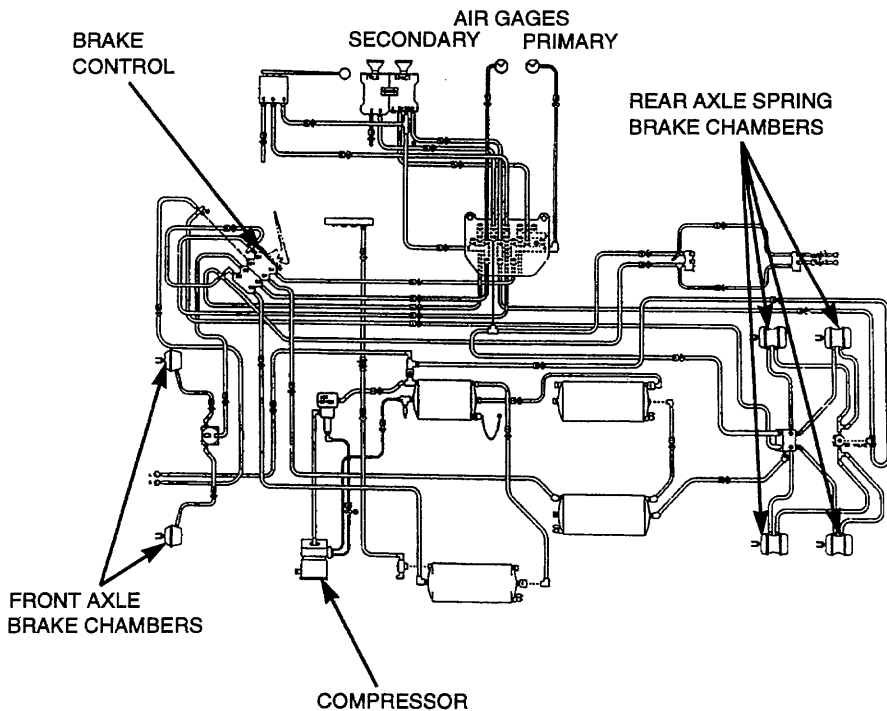 AIR GAGES
SECONDARY PRIMARY
BRAKE
CONTROL
REAR AXLE SPRING
BRAKE CHAMBERS
FRONT AXLE
BRAKE CHAMBERS
COMPRESSOR